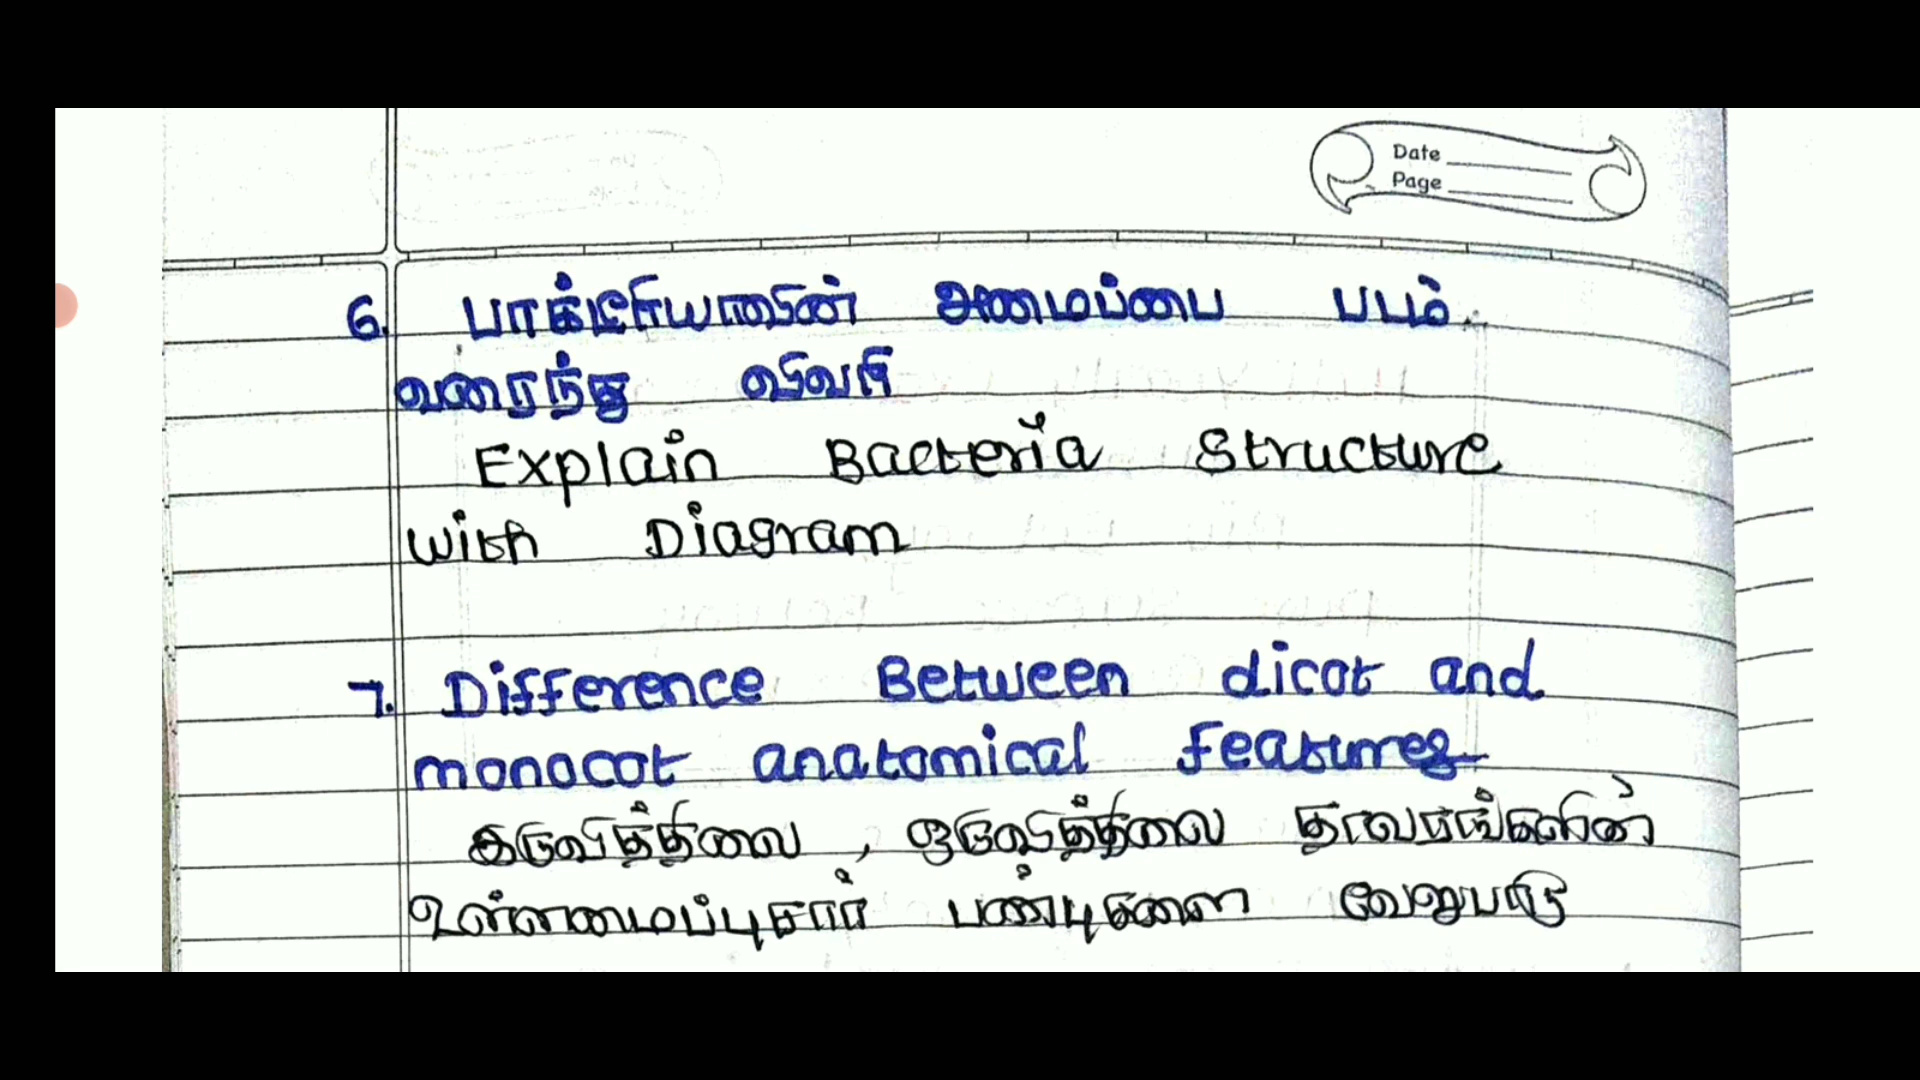 Date
Page
6. பாக்டீரியாவின் அமைப்பை படம்
வரைந்து விவரி
Explain Bacteria Structure
with Diagram
7. Difference Between dicot and
monocot anatomical features
இருவித்திலை , ஒருவித்திலை தாவரங்களின்
உள்ளமைப்புசார் பண்புகளை வேறுபடுத்து